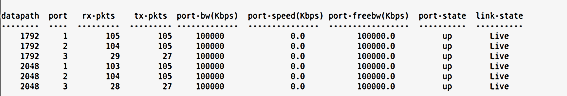 datapath port rx-pkts tx-pkts port-bw(Kbps) port-speed(Kbps) port-freebw(Kbps) port-state link-state
-------- ---- -------- -------- ------------- --------------- --------------- ---------- ----------
1792 1 105 105 100000 0.0 100000.0 up Live
1792 2 104 105 100000 0.0 100000.0 up Live
1792 3 29 27 100000 0.0 100000.0 up Live
2048 1 103 105 100000 0.0 100000.0 up Live
2048 2 104 105 100000 0.0 100000.0 up Live
2048 3 28 27 100000 0.0 100000.0 up Live